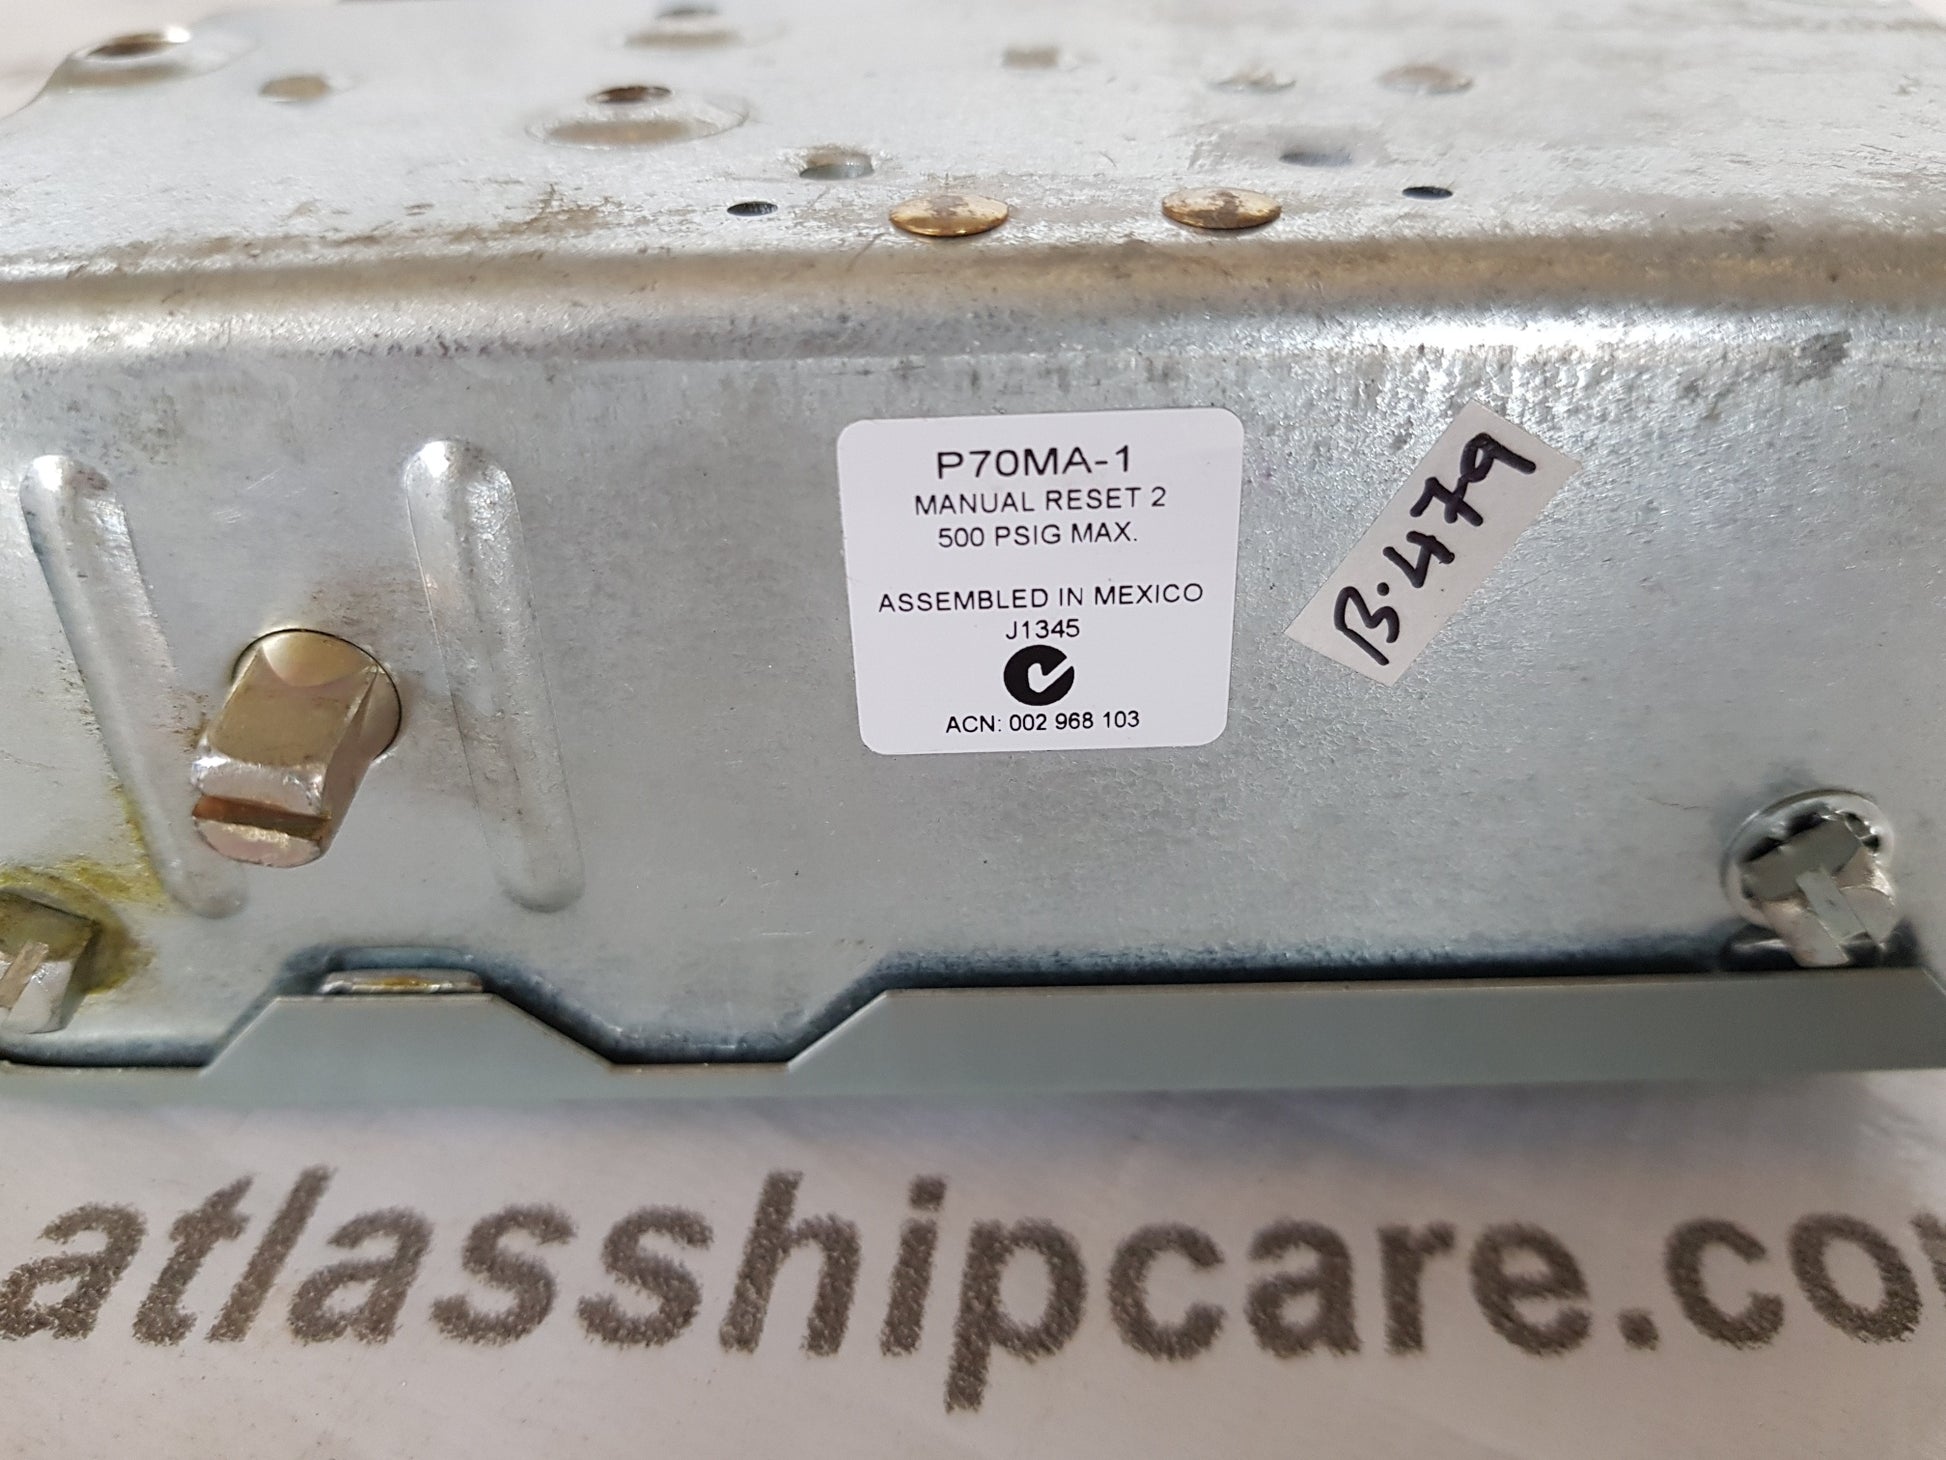 P70MA-1
MANUAL RESET 2
500 PSIG MAX.
ASSEMBLED IN MEXICO
J1345
ACN: 002 968 103
B.479
atlasshipcare.co